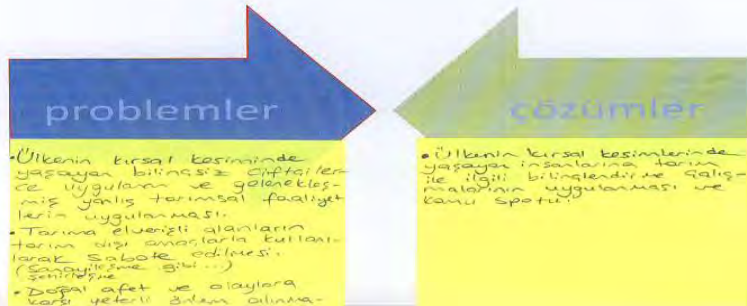 problemler
• Ülkenin kırsal kesiminde
yaşayan bilinçsiz çiftçiler-
ce uygulanan ve gelenekleş-
miş yanlış tarımsal faaliyet
lerin uygulanması.
• Tarıma elverişli alanların
tarım dışı amaçlarla kullanı-
larak sabote edilmesi.
(Sanayileşme gibi...)
şehirleşme
• Doğal afet ve olaylara
karşı yeterli önlem alınma-
çözümler
• Ülkenin kırsal kesimlerinde
yaşayan insanlarına tarım
ile ilgili bilinçlendirme çalış-
malarının uygulanması ve
kamu spotu.